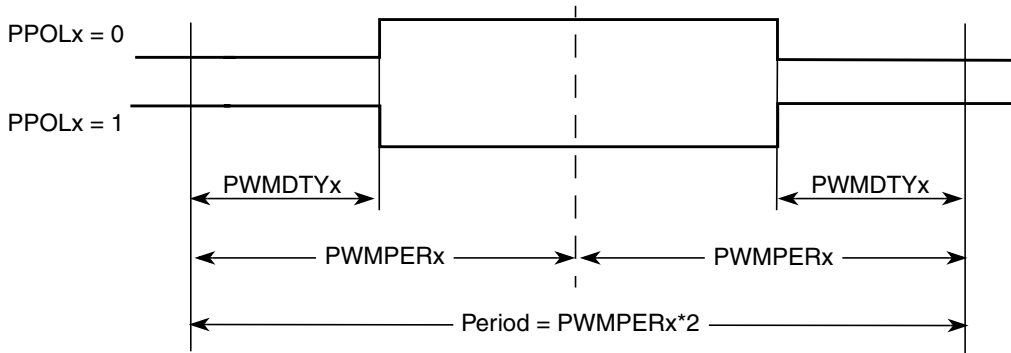 PPOLx = 0
PPOLx = 1
PWMDTYx
PWMDTYx
PWMPERx
PWMPERx
Period = PWMPERx*2